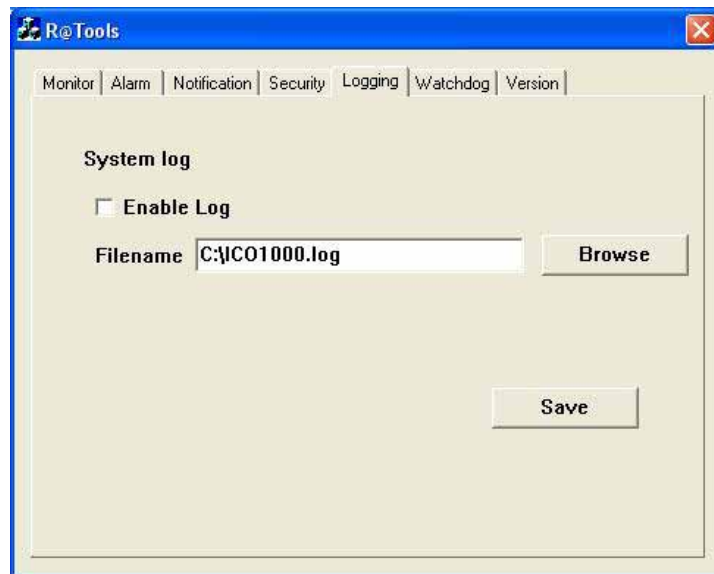 R@Tools
Monitor Alarm Notification Security Logging Watchdog Version
System log
Enable Log
Filename C:\ICO1000.log Browse
Save